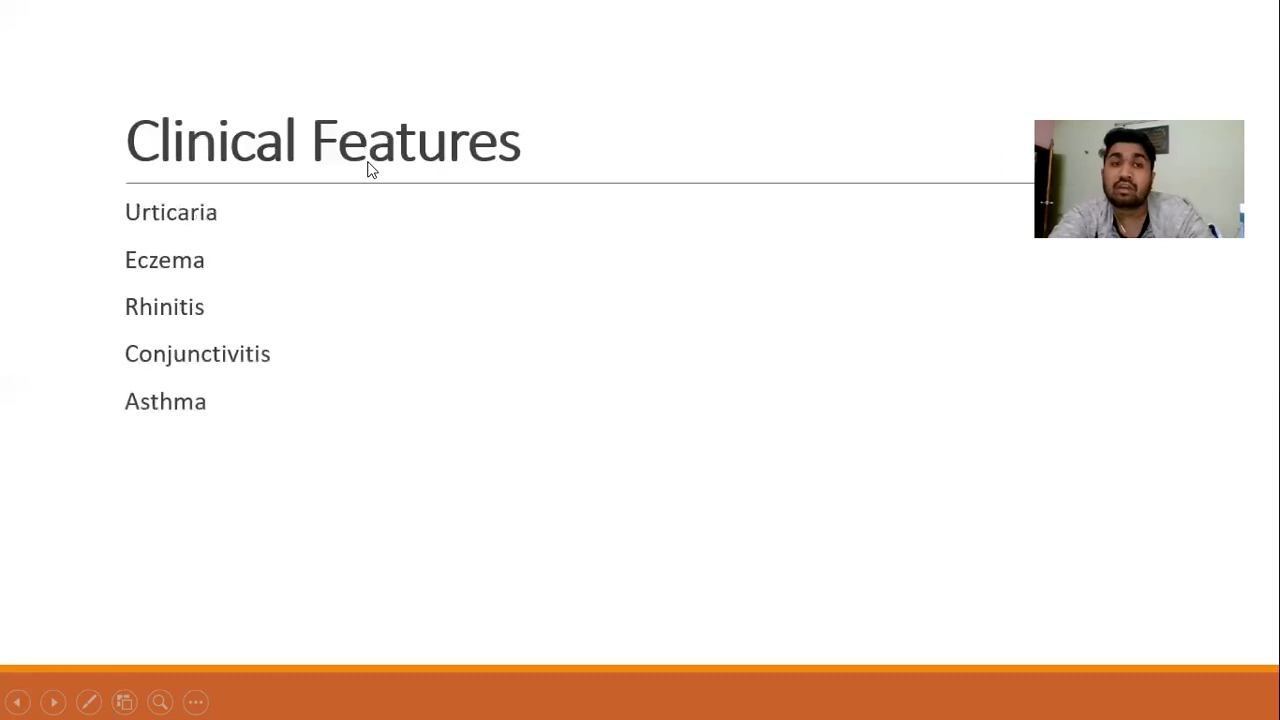 Clinical Features
Urticaria
Eczema
Rhinitis
Conjunctivitis
Asthma